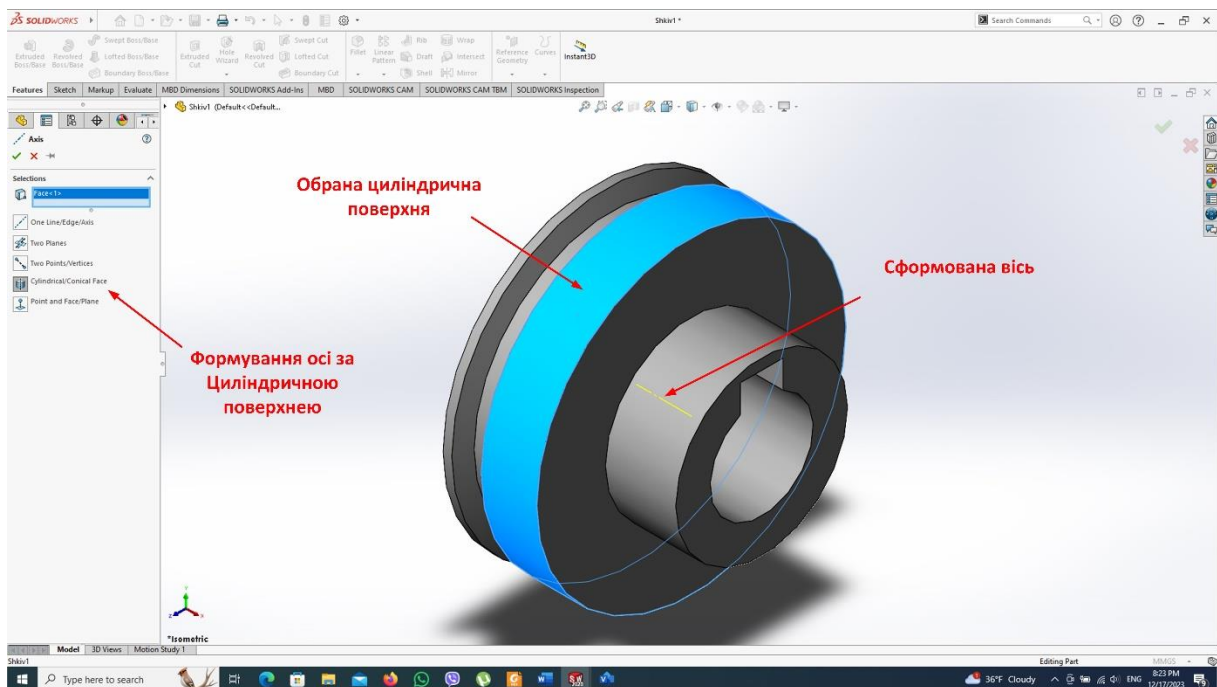 SOLIDWORKS
Shkiv1 *
Search Commands
Extruded Boss/Base
Revolved Boss/Base
Swept Boss/Base
Lofted Boss/Base
Boundary Boss/Base
Extruded Cut
Hole Wizard
Revolved Cut
Swept Cut
Lofted Cut
Boundary Cut
Fillet
Linear Pattern
Rib
Draft
Shell
Wrap
Intersect
Mirror
Reference Geometry
Curves
Instant3D
Features Sketch Markup Evaluate MBD Dimensions SOLIDWORKS Add-Ins MBD SOLIDWORKS CAM SOLIDWORKS CAM TBM SOLIDWORKS Inspection
Shkiv1 (Default<<Default...
Axis
Selections
Face<1>
One Line/Edge/Axis
Two Planes
Two Points/Vertices
Cylindrical/Conical Face
Point and Face/Plane
Обрана циліндрична
поверхня
Сформована вісь
Формування осі за
Циліндричною
поверхнею
Y
X
Z
*Isometric
Model 3D Views Motion Study 1
Shkiv1
Editing Part
MMGS
Type here to search
36°F Cloudy
ENG
8:23 PM
12/17/2023